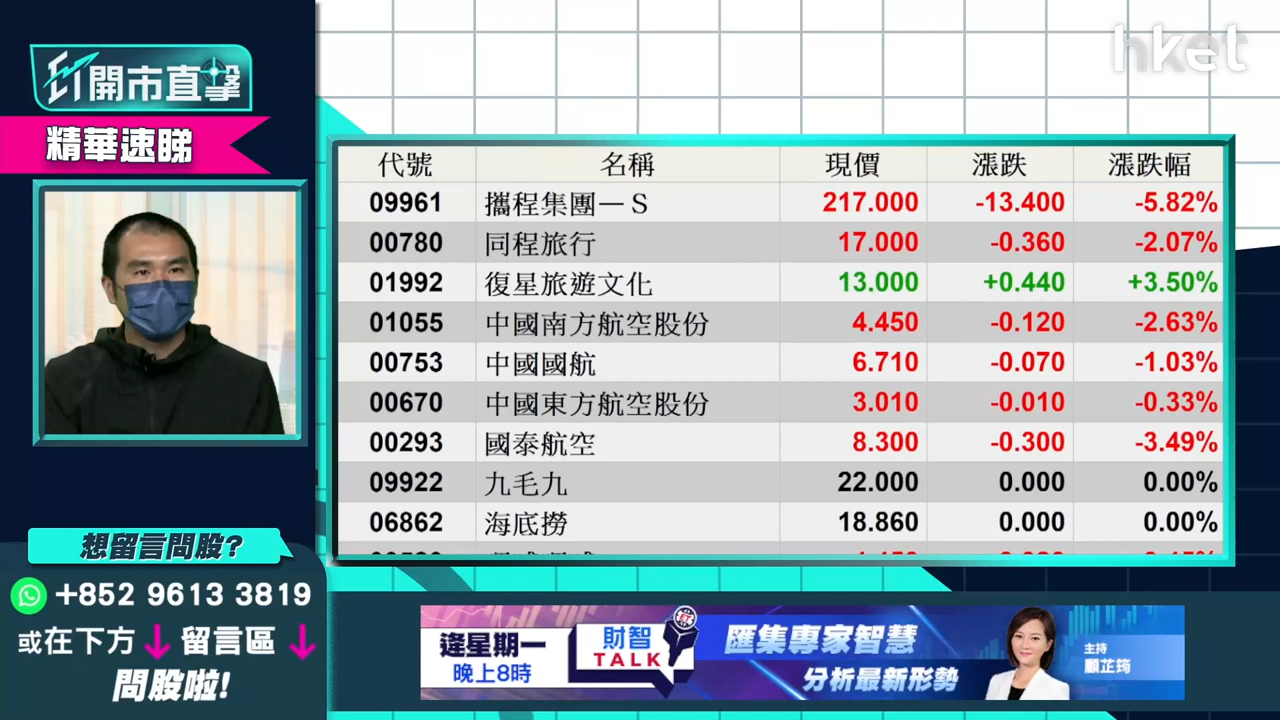 hket
EI開市直擊
精華速睇
代號 名稱 現價 漲跌 漲跌幅
09961 攜程集團－S 217.000 -13.400 -5.82%
00780 同程旅行 17.000 -0.360 -2.07%
01992 復星旅遊文化 13.000 +0.440 +3.50%
01055 中國南方航空股份 4.450 -0.120 -2.63%
00753 中國國航 6.710 -0.070 -1.03%
00670 中國東方航空股份 3.010 -0.010 -0.33%
00293 國泰航空 8.300 -0.300 -3.49%
09922 九毛九 22.000 0.000 0.00%
06862 海底撈 18.860 0.000 0.00%
想留言問股?
+852 9613 3819
或在下方↓留言區↓
問股啦!
逢星期一
晚上8時
財智
TALK
匯集專家智慧
分析最新形勢
主持
顧芷筠